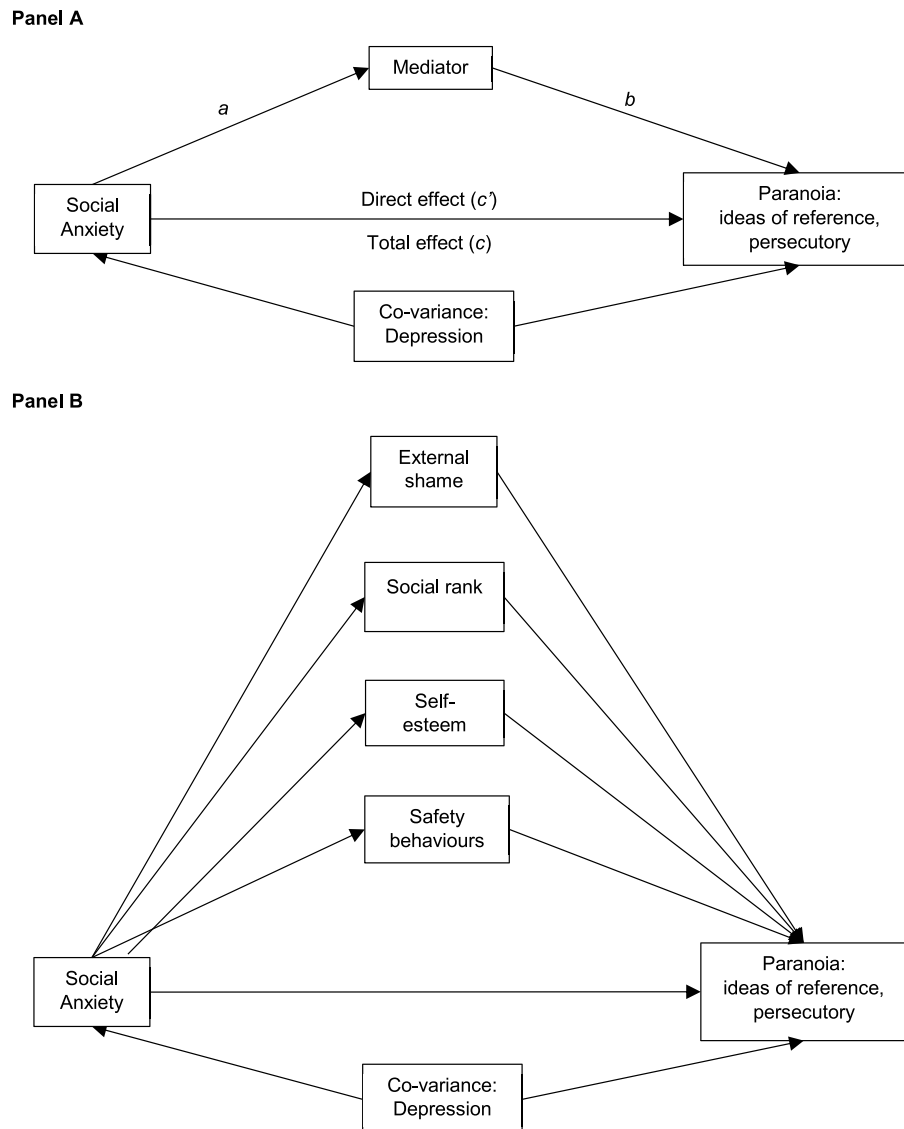 Panel A
Mediator
a
b
Social
Anxiety
Direct effect (c’)
Total effect (c)
Paranoia:
ideas of reference,
persecutory
Co-variance:
Depression
Panel B
External
shame
Social rank
Self-
esteem
Safety
behaviours
Social
Anxiety
Paranoia:
ideas of reference,
persecutory
Co-variance:
Depression